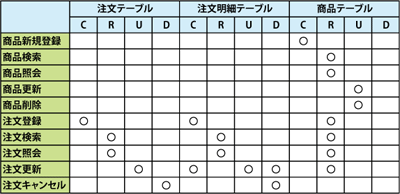 注文テーブル 注文明細テーブル 商品テーブル
C R U D C R U D C R U D
商品新規登録 ○
商品検索 ○
商品照会 ○
商品更新 ○
商品削除 ○
注文登録 ○ ○ ○
注文検索 ○ ○ ○
注文照会 ○ ○ ○
注文更新 ○ ○ ○ ○ ○
注文キャンセル ○ ○